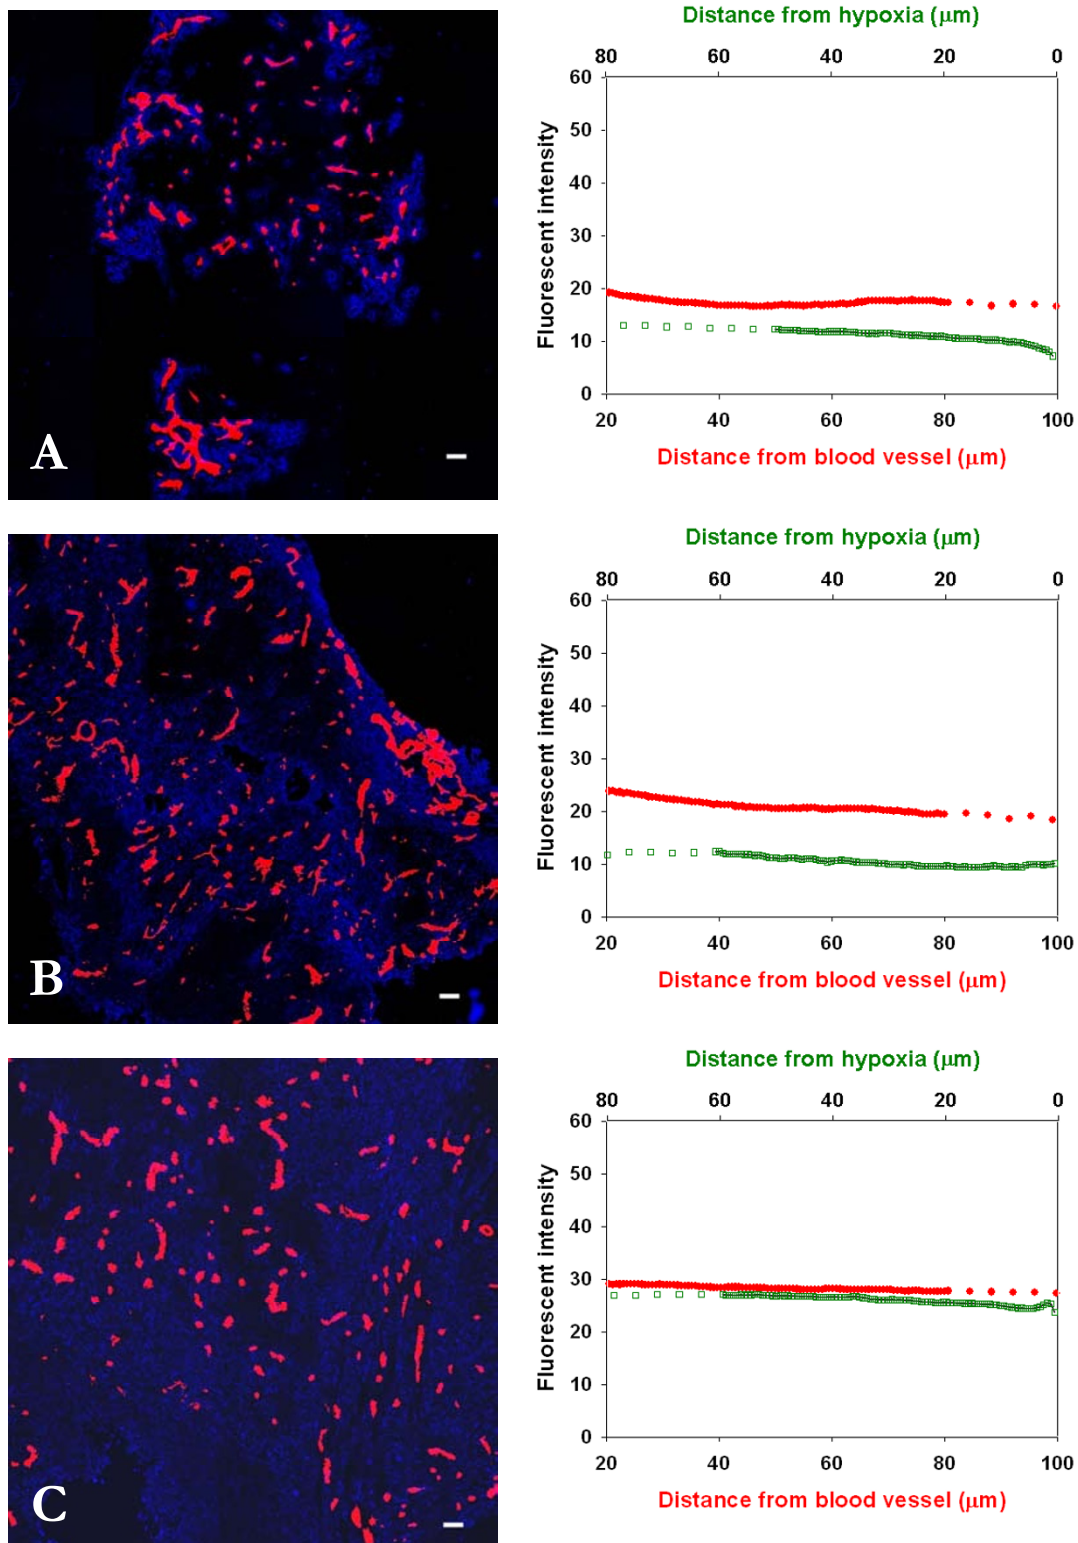 A
Distance from hypoxia (μm)
80 60 40 20 0
Fluorescent intensity
60
50
40
30
20
10
0
20 40 60 80 100
Distance from blood vessel (μm)
B
Distance from hypoxia (μm)
80 60 40 20 0
Fluorescent intensity
60
50
40
30
20
10
0
20 40 60 80 100
Distance from blood vessel (μm)
C
Distance from hypoxia (μm)
80 60 40 20 0
Fluorescent intensity
60
50
40
30
20
10
0
20 40 60 80 100
Distance from blood vessel (μm)